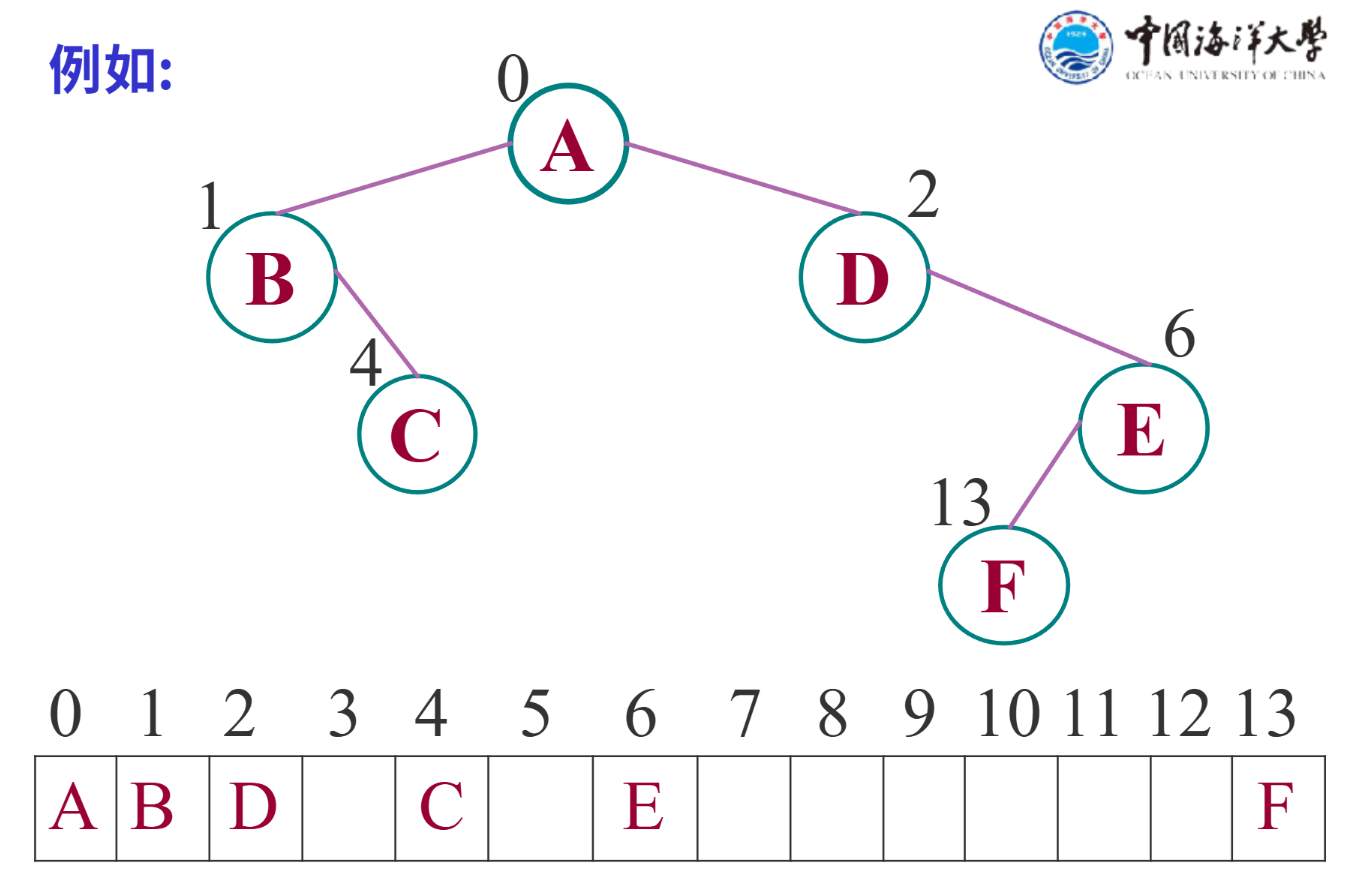 例如:
中国海洋大学
1924
OCEAN UNIVERSITY OF CHINA
0
A
1
2
B
D
4
6
C
E
13
F
0 1 2 3 4 5 6 7 8 9 10 11 12 13
A B D C E F